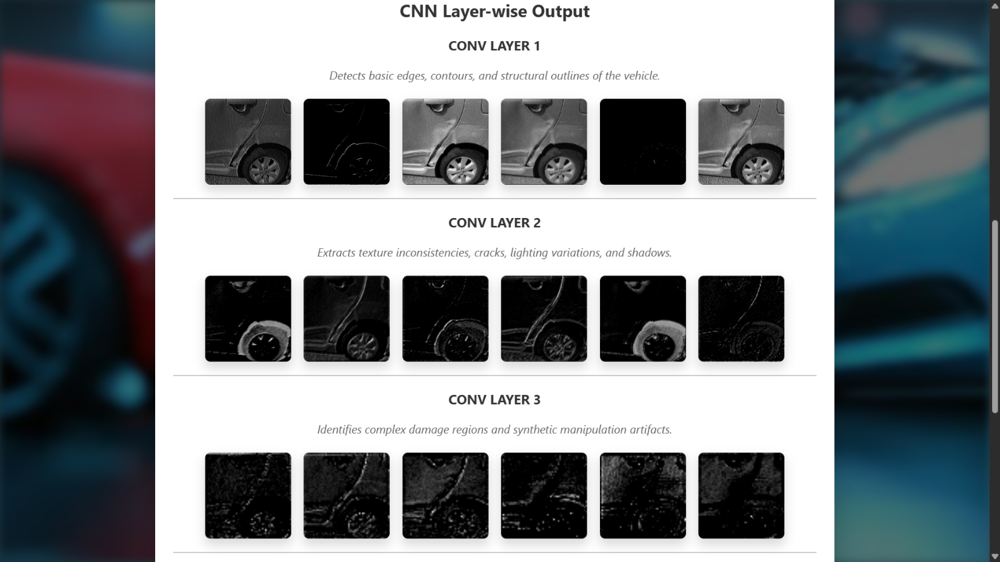 CNN Layer-wise Output
CONV LAYER 1
Detects basic edges, contours, and structural outlines of the vehicle.
CONV LAYER 2
Extracts texture inconsistencies, cracks, lighting variations, and shadows.
CONV LAYER 3
Identifies complex damage regions and synthetic manipulation artifacts.